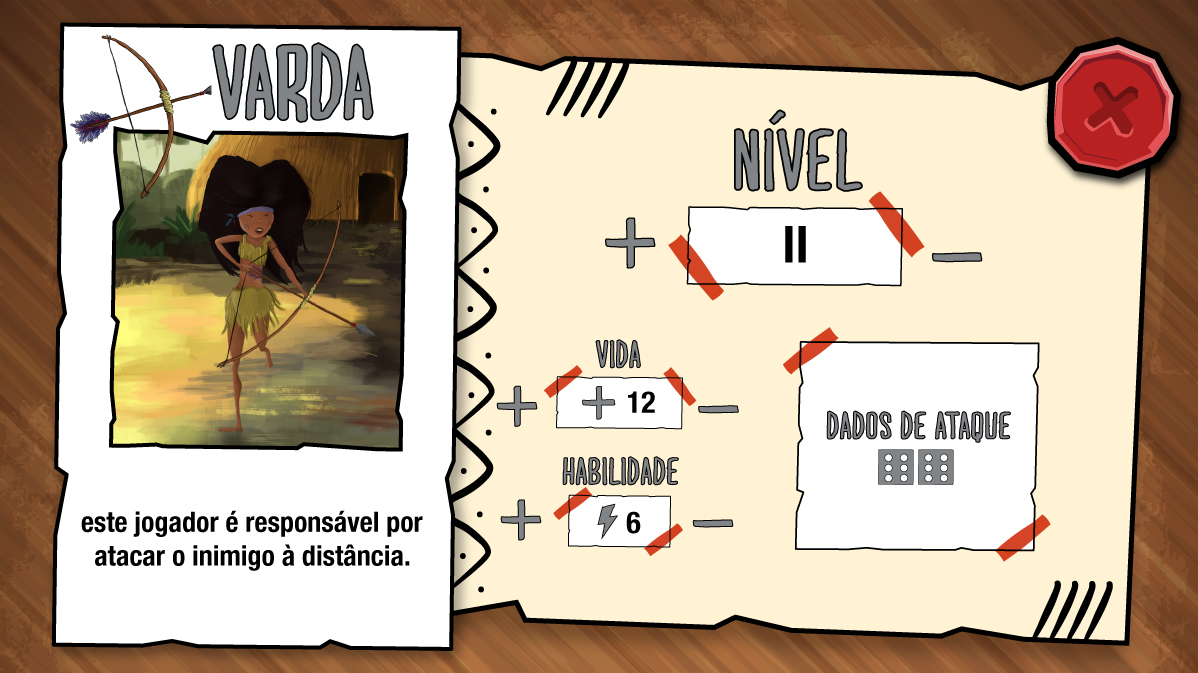 VARDA
este jogador é responsável por
atacar o inimigo à distância.
NÍVEL
+ II −
VIDA
+ + 12 −
HABILIDADE
+ 6 −
DADOS DE ATAQUE